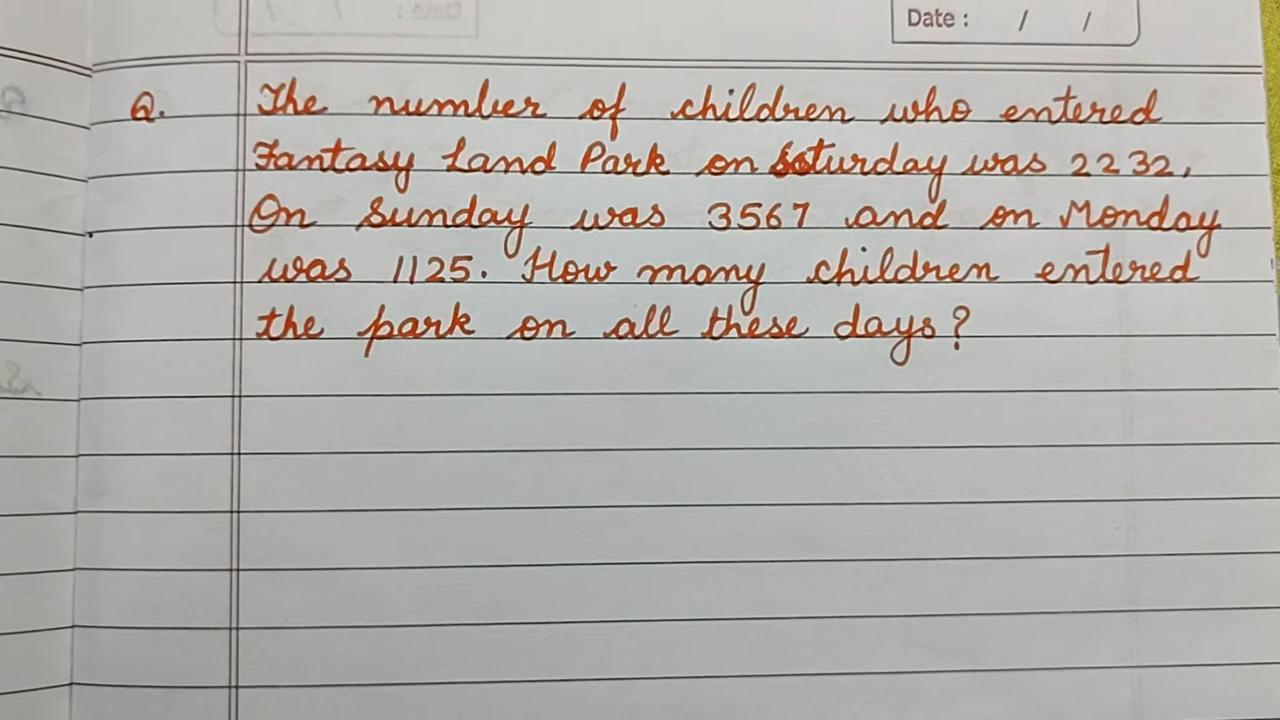 Date : / /
Q. The number of children who entered
Fantasy Land Park on Saturday was 2232,
On Sunday was 3567 and on Monday
was 1125. How many children entered
the park on all these days?